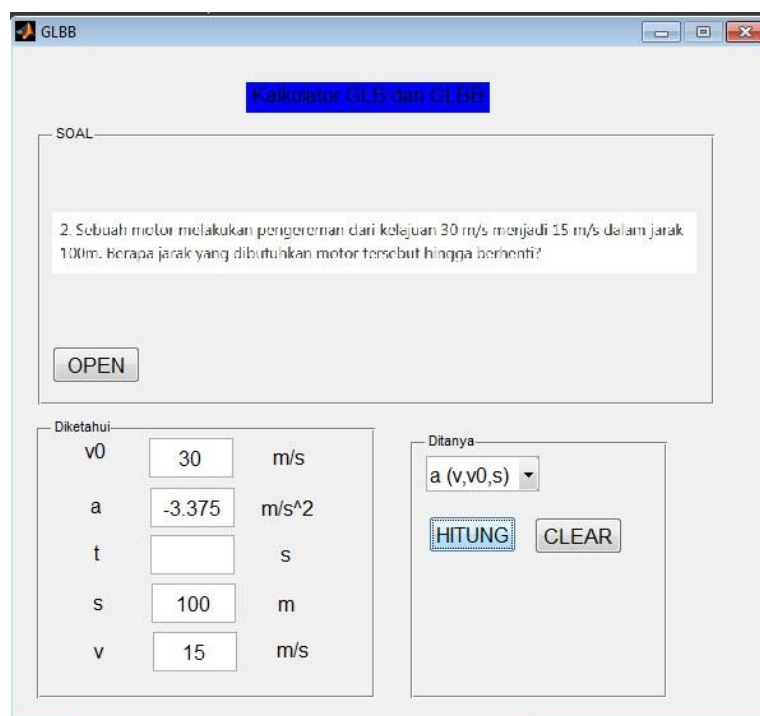 GLBB
Kalkulator GLB dan GLBB
SOAL
2. Sebuah motor melakukan pengereman dari kelajuan 30 m/s menjadi 15 m/s dalam jarak
100m. Berapa jarak yang dibutuhkan motor tersebut hingga berhenti?
OPEN
Diketahui
v0 30 m/s
a -3.375 m/s^2
t s
s 100 m
v 15 m/s
Ditanya
a (v,v0,s)
HITUNG CLEAR